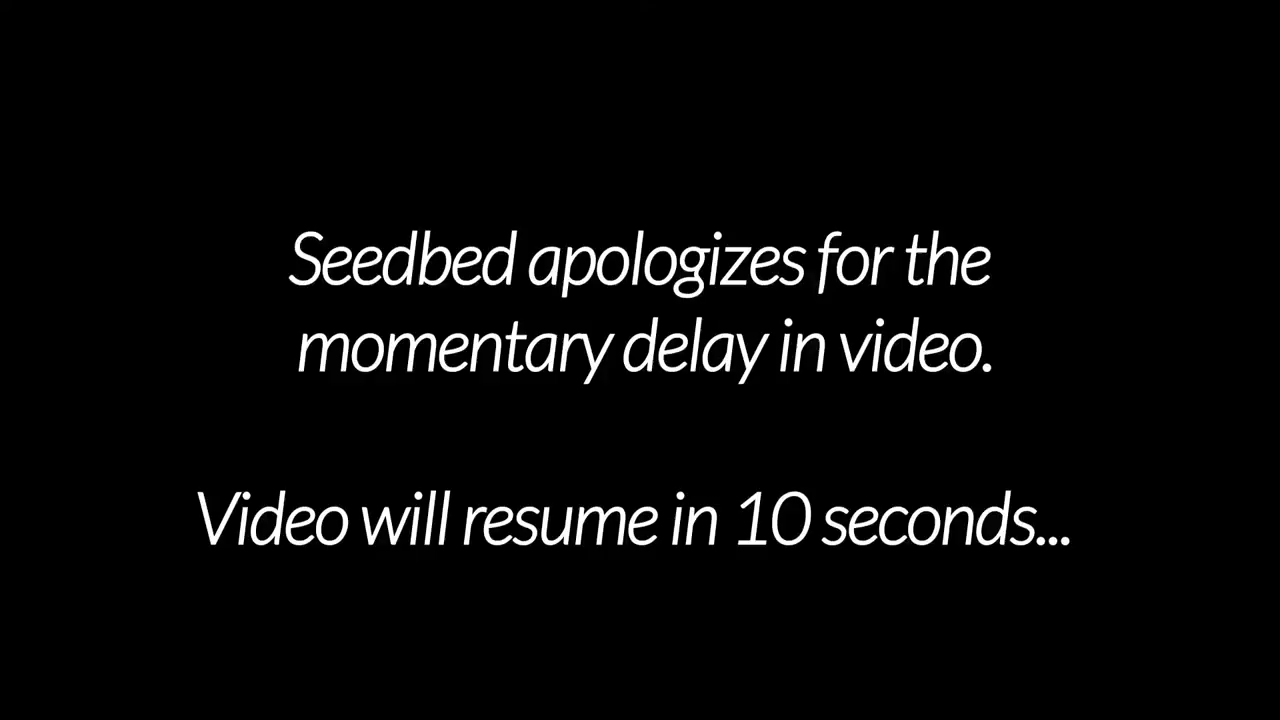 Seedbed apologizes for the
momentary delay in video.
Video will resume in 10 seconds...